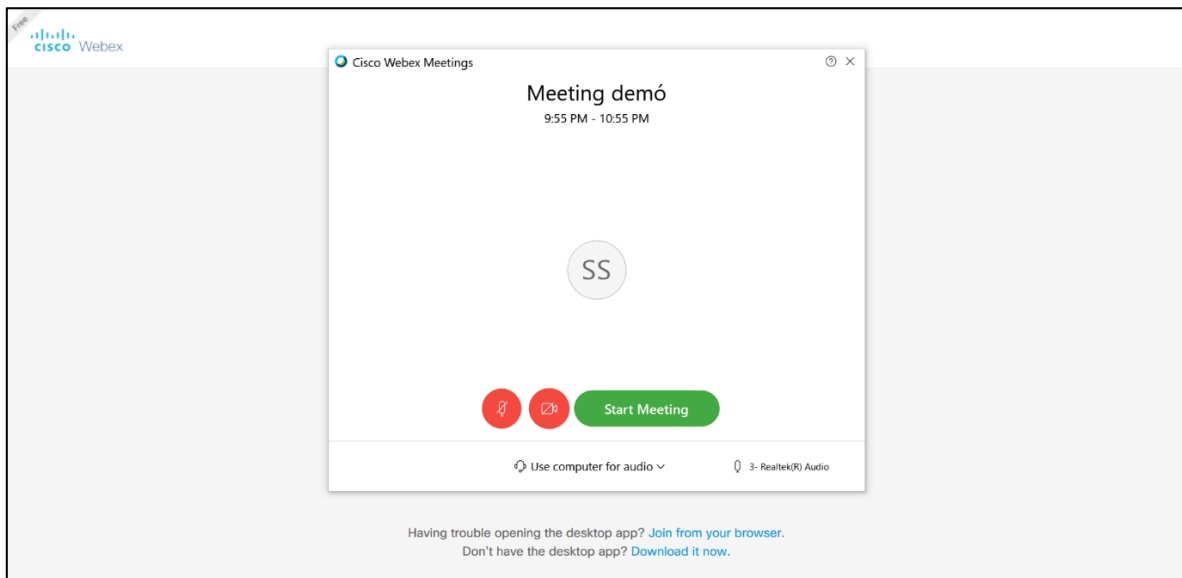 Free
CISCO Webex
Cisco Webex Meetings
Meeting demó
9:55 PM - 10:55 PM
SS
Start Meeting
Use computer for audio
3- Realtek(R) Audio
Having trouble opening the desktop app? Join from your browser.
Don't have the desktop app? Download it now.